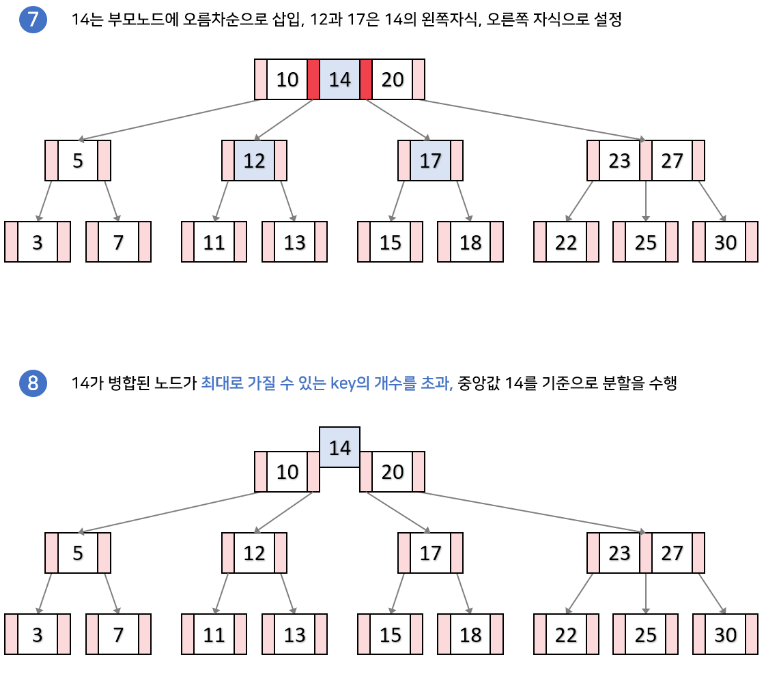 7 14는 부모노드에 오름차순으로 삽입, 12과 17은 14의 왼쪽자식, 오른쪽 자식으로 설정
10 14 20
5 12 17 23 27
3 7 11 13 15 18 22 25 30
8 14가 병합된 노드가 최대로 가질 수 있는 key의 개수를 초과, 중앙값 14를 기준으로 분할을 수행
14
10 20
5 12 17 23 27
3 7 11 13 15 18 22 25 30